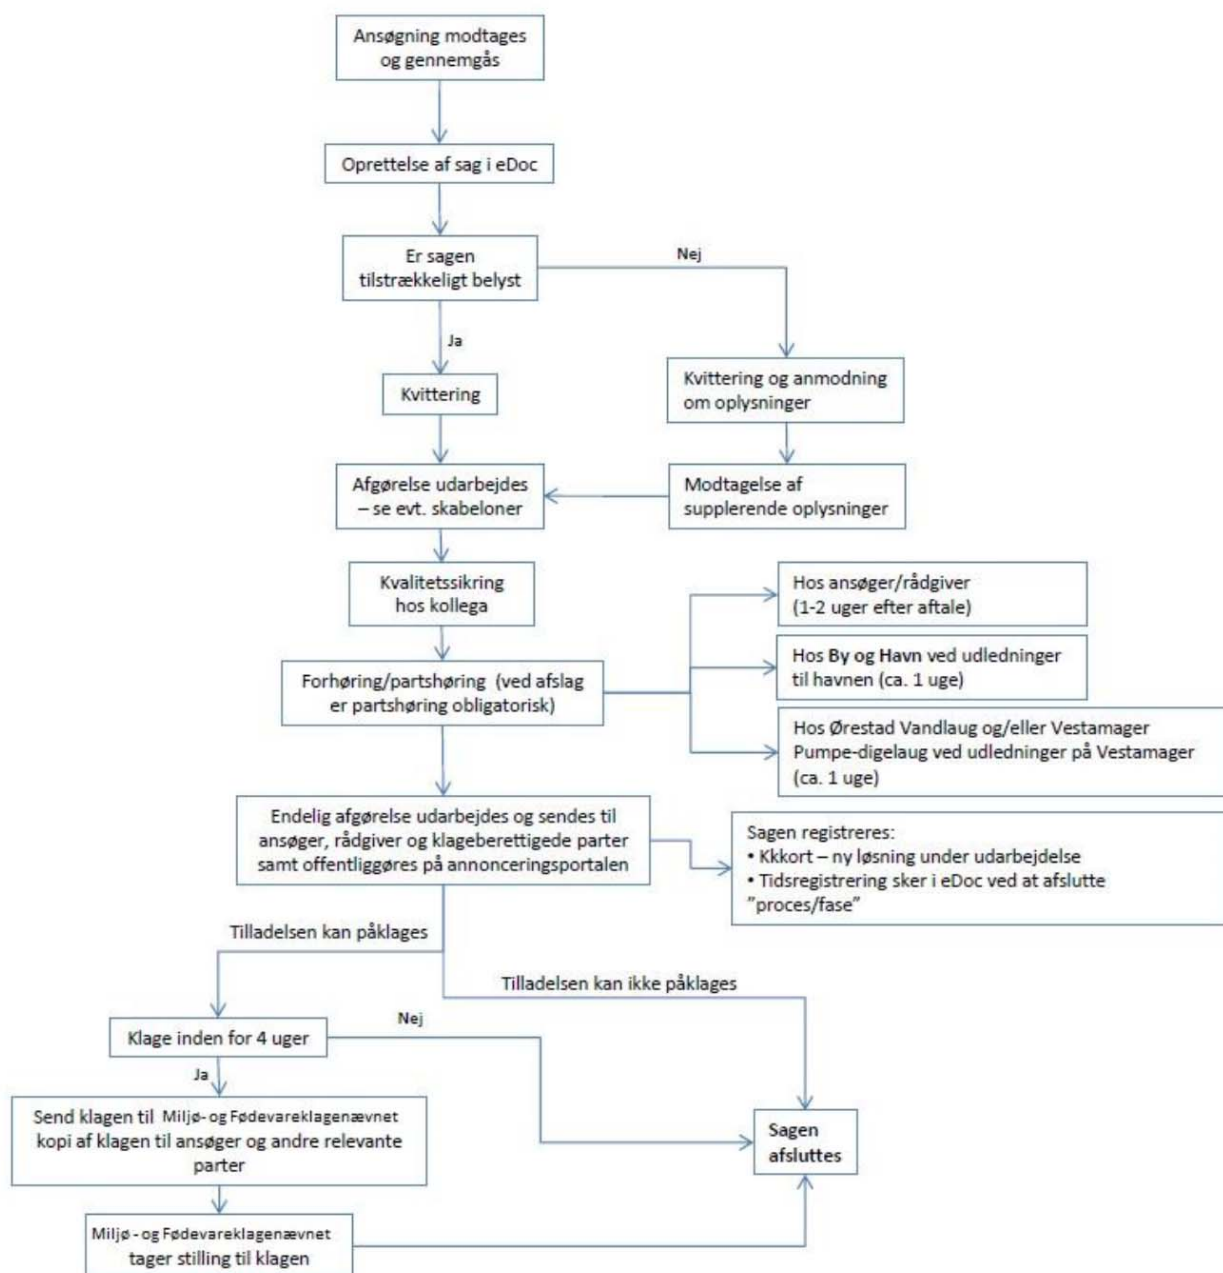 Ansøgning modtages
og gennemgås
Oprettelse af sag i eDoc
Er sagen
tilstrækkeligt belyst
Nej
Ja
Kvittering
Kvittering og anmodning
om oplysninger
Afgørelse udarbejdes
– se evt. skabeloner
Modtagelse af
supplerende oplysninger
Kvalitetssikring
hos kollega
Hos ansøger/rådgiver
(1-2 uger efter aftale)
Forhøring/partshøring (ved afslag
er partshøring obligatorisk)
Hos By og Havn ved udledninger
til havnen (ca. 1 uge)
Hos Ørestad Vandlaug og/eller Vestamager
Pumpe-digelaug ved udledninger på Vestamager
(ca. 1 uge)
Endelig afgørelse udarbejdes og sendes til
ansøger, rådgiver og klageberettigede parter
samt offentliggøres på annonceringsportalen
Sagen registreres:
• Kkkort – ny løsning under udarbejdelse
• Tidsregistrering sker i eDoc ved at afslutte
”proces/fase”
Tilladelsen kan påklages
Tilladelsen kan ikke påklages
Klage inden for 4 uger
Nej
Ja
Send klagen til Miljø- og Fødevareklagenævnet
kopi af klagen til ansøger og andre relevante
parter
Sagen
afsluttes
Miljø - og Fødevareklagenævnet
tager stilling til klagen